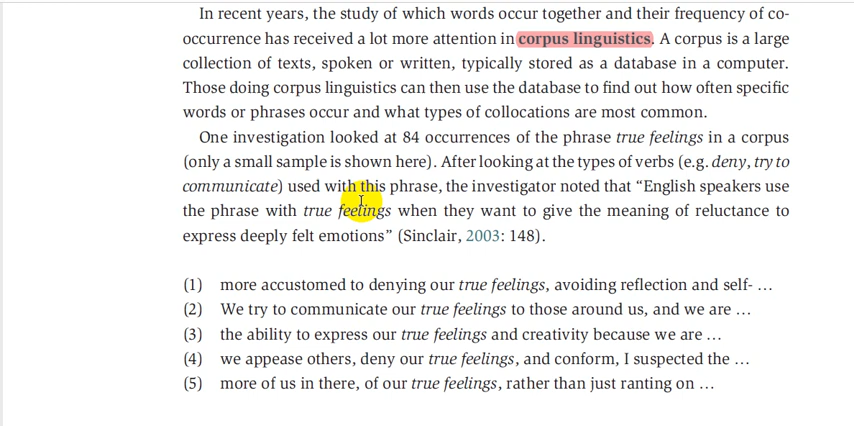 In recent years, the study of which words occur together and their frequency of co-
occurrence has received a lot more attention in corpus linguistics. A corpus is a large
collection of texts, spoken or written, typically stored as a database in a computer.
Those doing corpus linguistics can then use the database to find out how often specific
words or phrases occur and what types of collocations are most common.
One investigation looked at 84 occurrences of the phrase true feelings in a corpus
(only a small sample is shown here). After looking at the types of verbs (e.g. deny, try to
communicate) used with this phrase, the investigator noted that “English speakers use
the phrase with true feelings when they want to give the meaning of reluctance to
express deeply felt emotions” (Sinclair, 2003: 148).
(1) more accustomed to denying our true feelings, avoiding reflection and self- …
(2) We try to communicate our true feelings to those around us, and we are …
(3) the ability to express our true feelings and creativity because we are …
(4) we appease others, deny our true feelings, and conform, I suspected the …
(5) more of us in there, of our true feelings, rather than just ranting on …